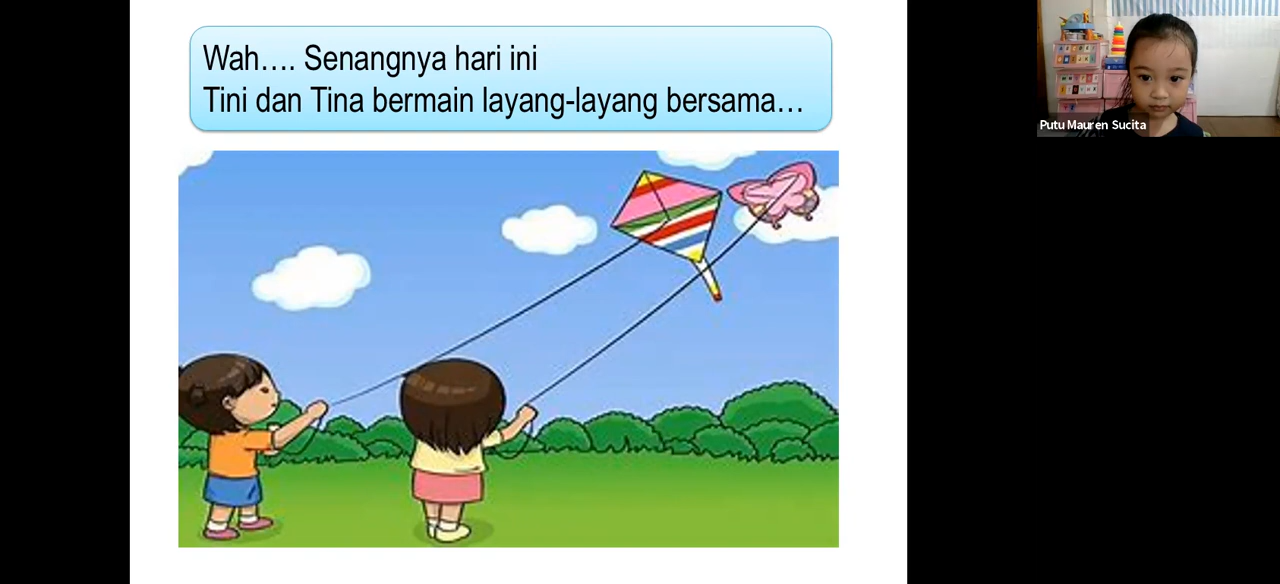 Wah.... Senangnya hari ini
Tini dan Tina bermain layang-layang bersama...
Putu Mauren Sucita